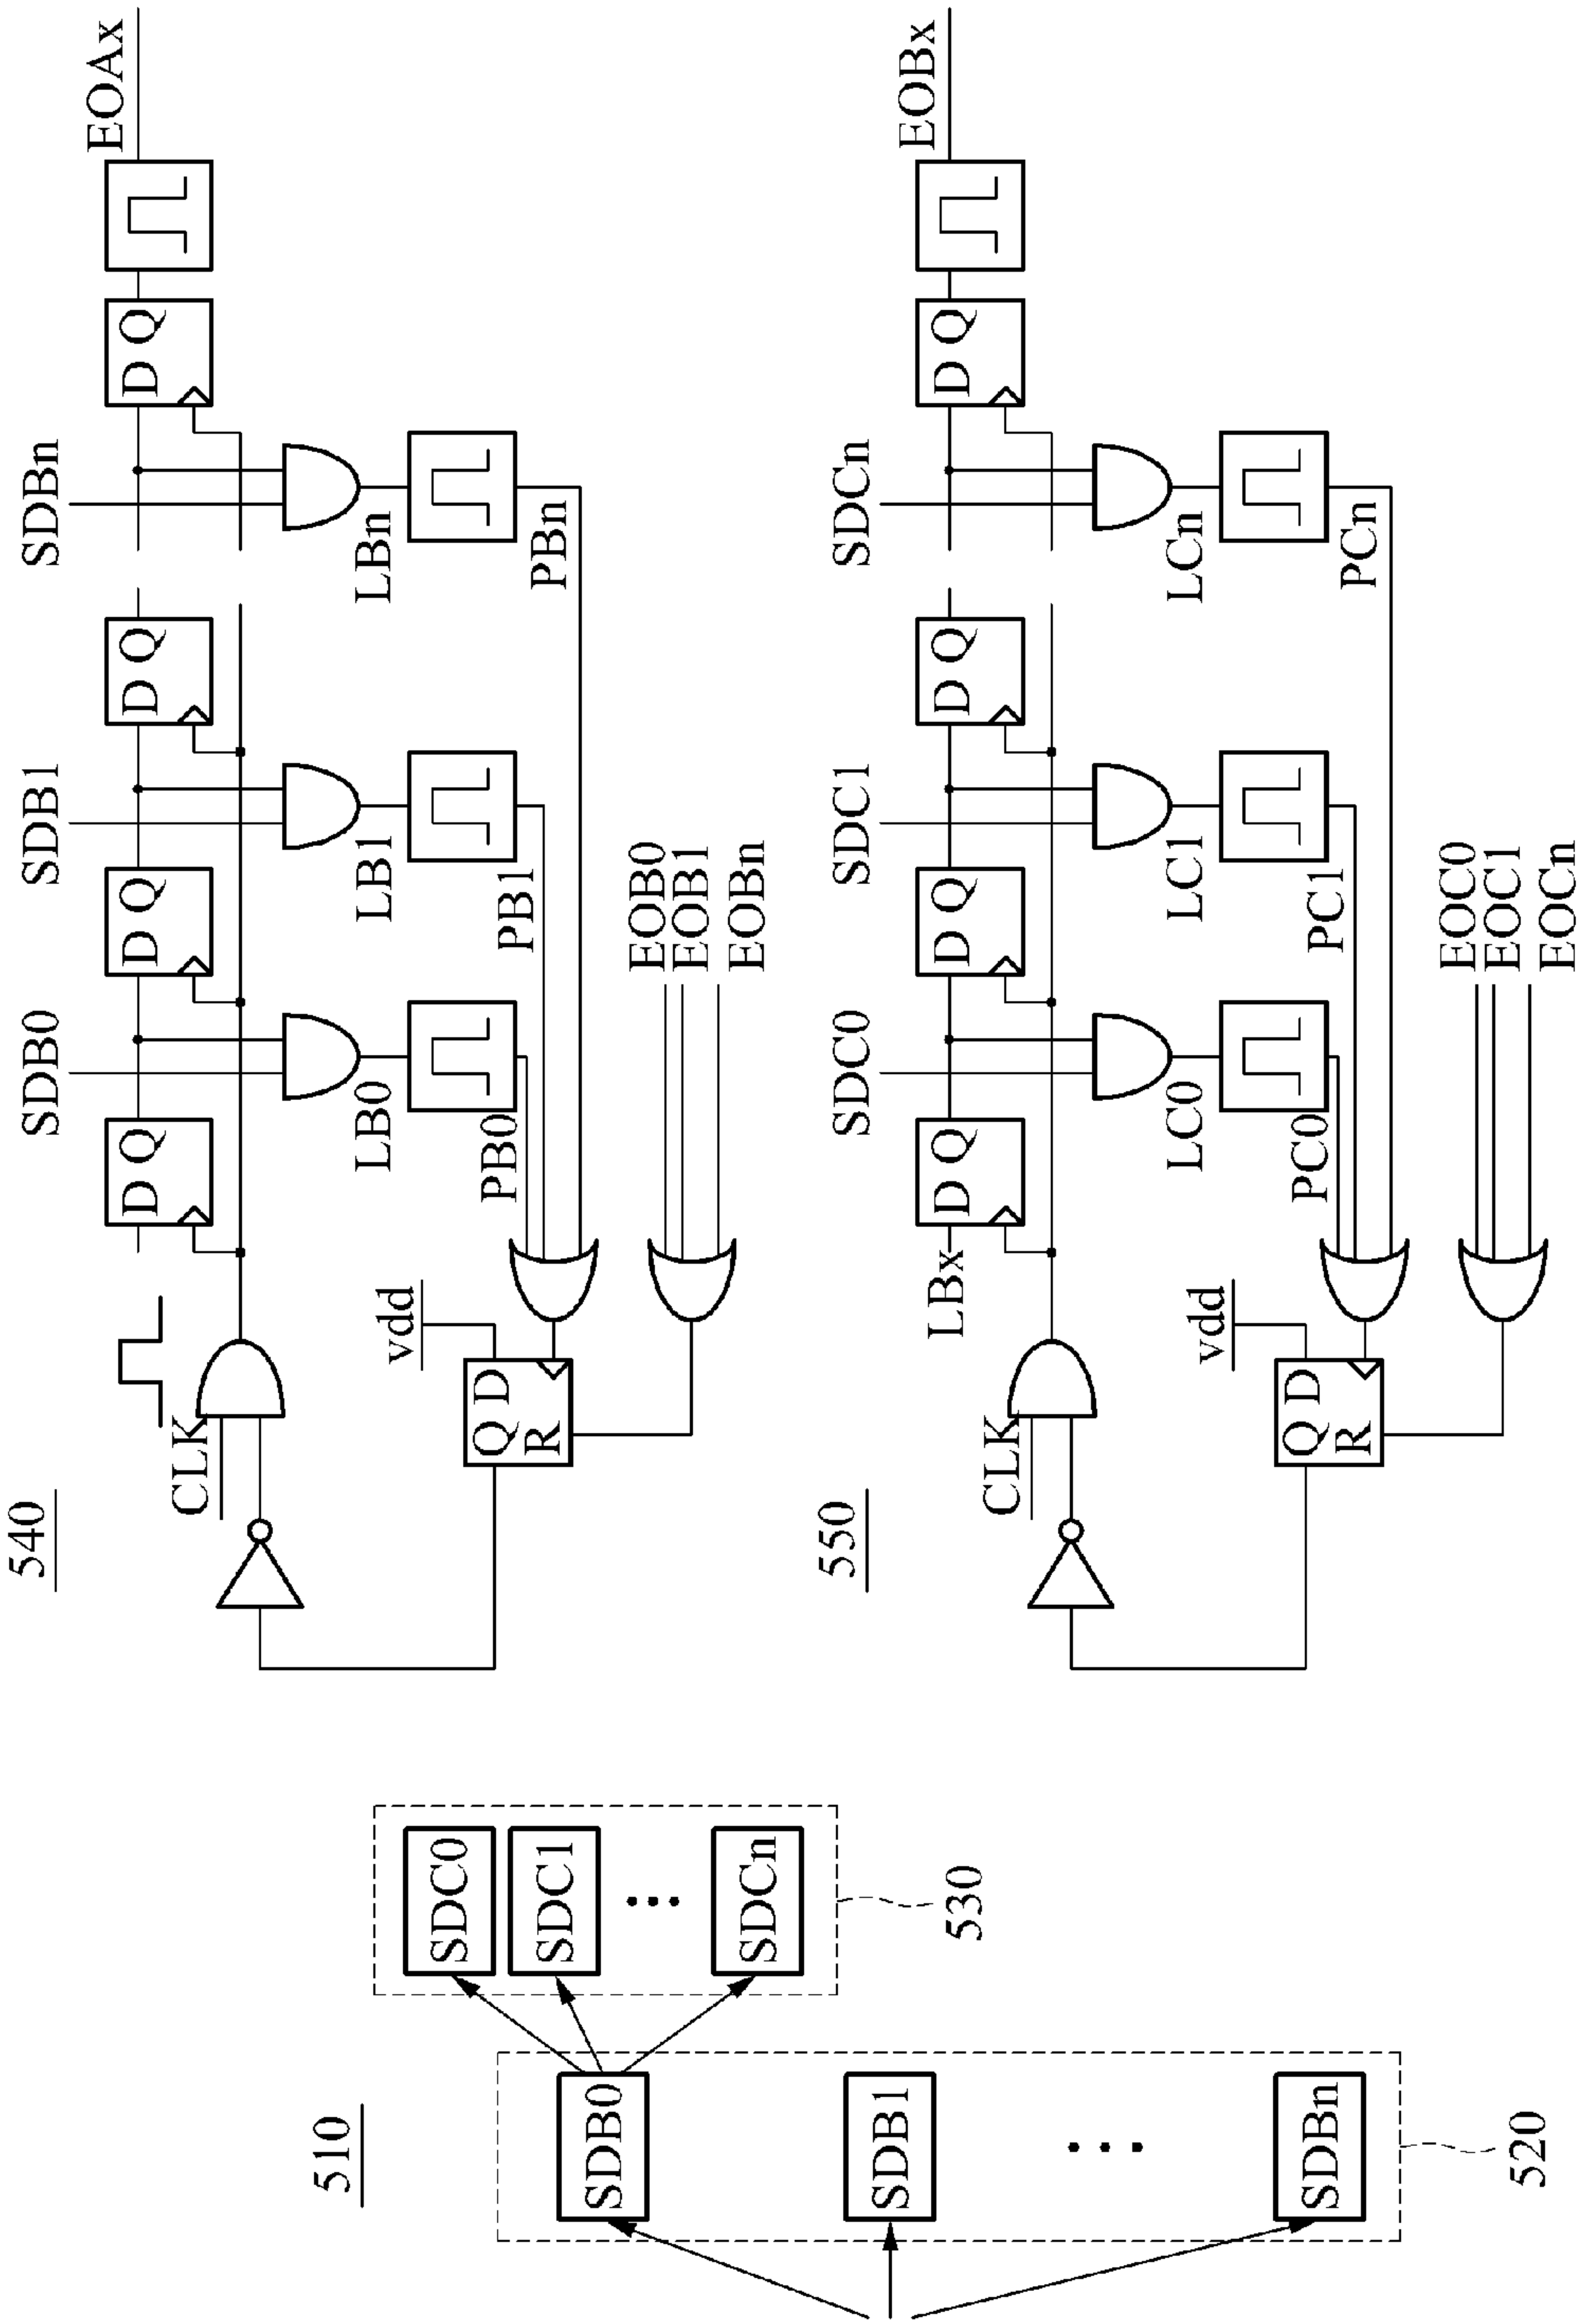 510
SDB0
SDB1
SDBn
520
SDC0
SDC1
SDCn
530
540
SDB0
SDB1
SDBn
D Q
D Q
D Q
D Q
EOAx
CLK
LB0
LB1
LBn
PB0
PB1
PBn
vdd
Q D
R
EOB0
EOB1
EOBn
550
SDC0
SDC1
SDCn
LBx
D Q
D Q
D Q
D Q
EOBx
CLK
LC0
LC1
LCn
PC0
PC1
PCn
vdd
Q D
R
EOC0
EOC1
EOCn